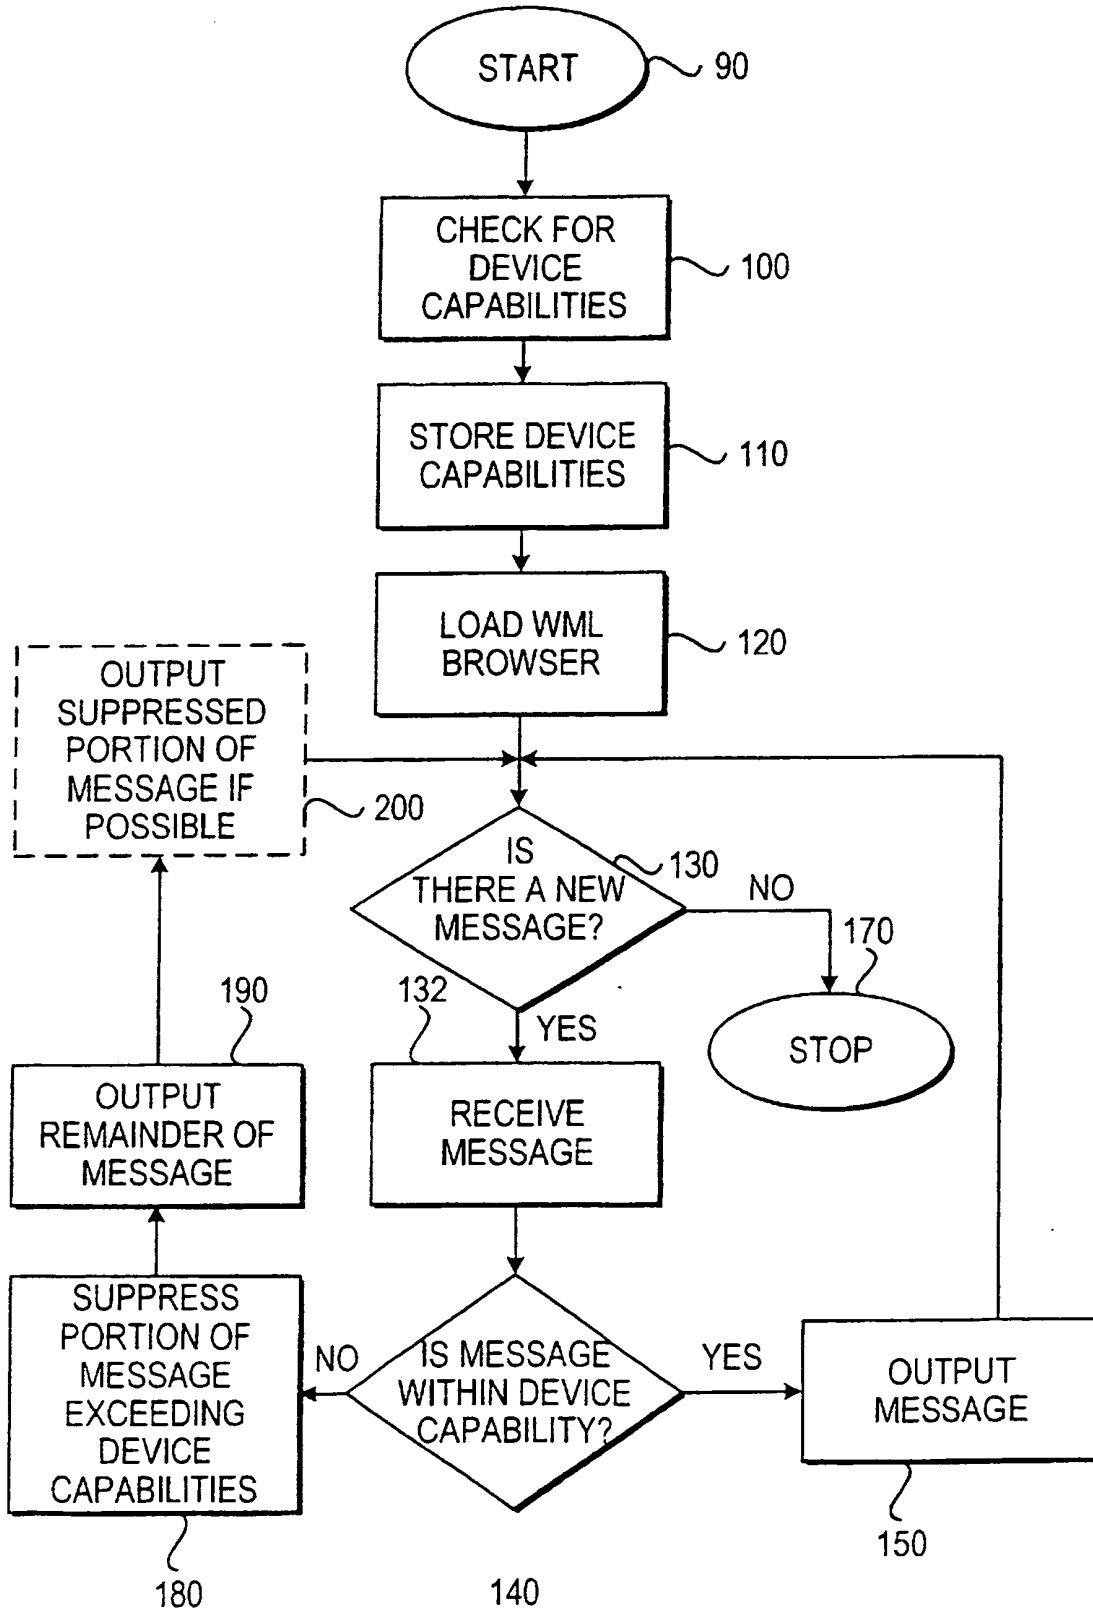 START
90
CHECK FOR
DEVICE
CAPABILITIES
100
STORE DEVICE
CAPABILITIES
110
LOAD WML
BROWSER
120
OUTPUT
SUPPRESSED
PORTION OF
MESSAGE IF
POSSIBLE
200
IS
THERE A NEW
MESSAGE?
130
NO
170
STOP
YES
132
RECEIVE
MESSAGE
190
OUTPUT
REMAINDER OF
MESSAGE
SUPPRESS
PORTION OF
MESSAGE
EXCEEDING
DEVICE
CAPABILITIES
180
NO
IS MESSAGE
WITHIN DEVICE
CAPABILITY?
140
YES
OUTPUT
MESSAGE
150